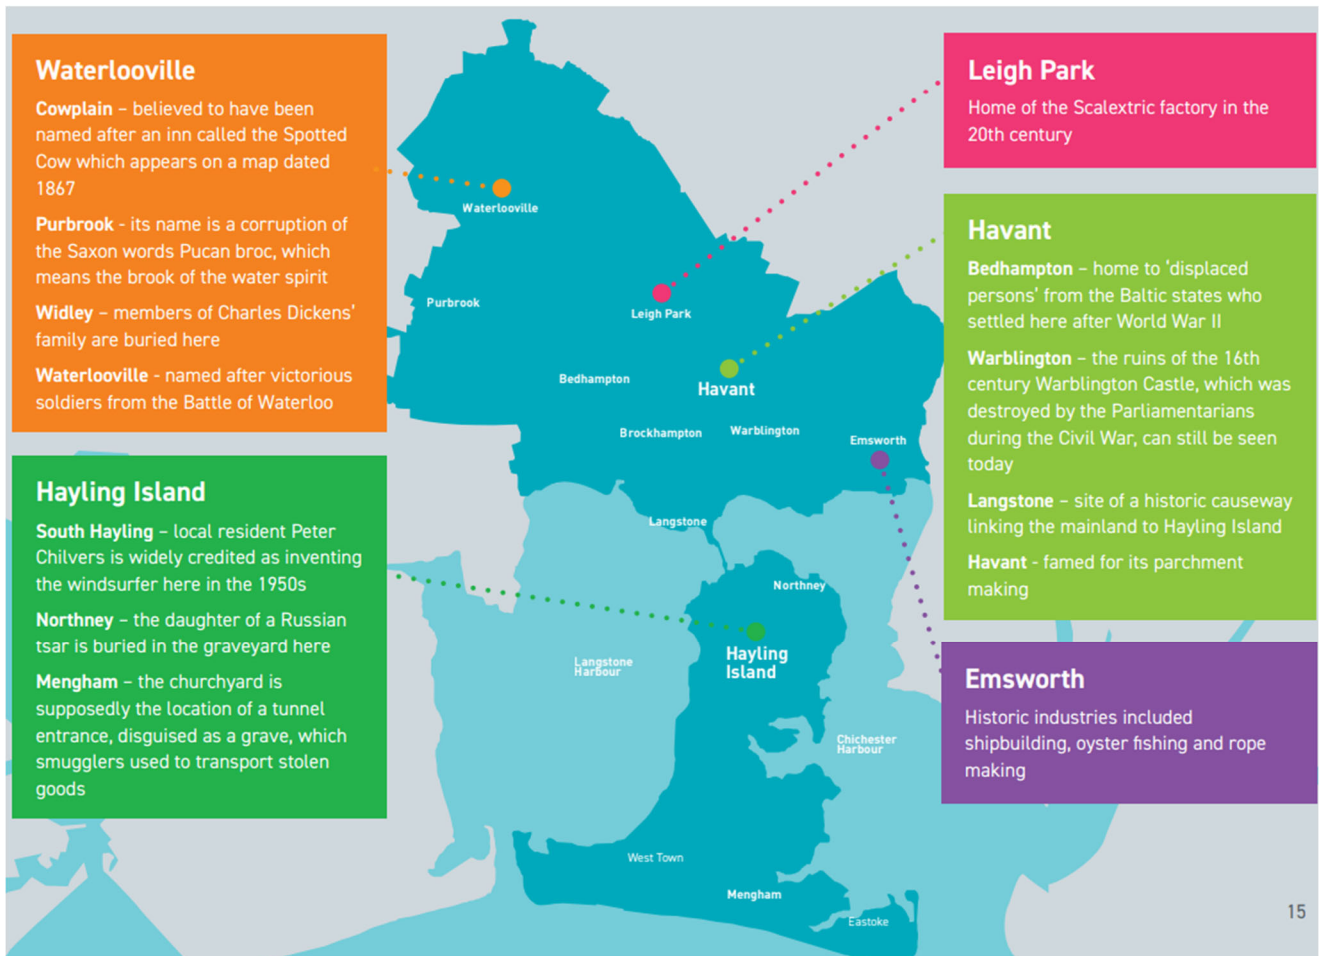 Waterlooville
Cowplain – believed to have been
named after an inn called the Spotted
Cow which appears on a map dated
1867
Purbrook - its name is a corruption of
the Saxon words Pucan broc, which
means the brook of the water spirit
Widley – members of Charles Dickens’
family are buried here
Waterlooville - named after victorious
soldiers from the Battle of Waterloo
Hayling Island
South Hayling – local resident Peter
Chilvers is widely credited as inventing
the windsurfer here in the 1950s
Northney – the daughter of a Russian
tsar is buried in the graveyard here
Mengham – the churchyard is
supposedly the location of a tunnel
entrance, disguised as a grave, which
smugglers used to transport stolen
goods
Waterlooville
Purbrook
Leigh Park
Bedhampton
Havant
Brockhampton
Warblington
Emsworth
Langstone
Northney
Hayling
Island
Langstone
Harbour
Chichester
Harbour
West Town
Mengham
Eastoke
Leigh Park
Home of the Scalextric factory in the
20th century
Havant
Bedhampton – home to ‘displaced
persons’ from the Baltic states who
settled here after World War II
Warblington – the ruins of the 16th
century Warblington Castle, which was
destroyed by the Parliamentarians
during the Civil War, can still be seen
today
Langstone – site of a historic causeway
linking the mainland to Hayling Island
Havant - famed for its parchment
making
Emsworth
Historic industries included
shipbuilding, oyster fishing and rope
making
15